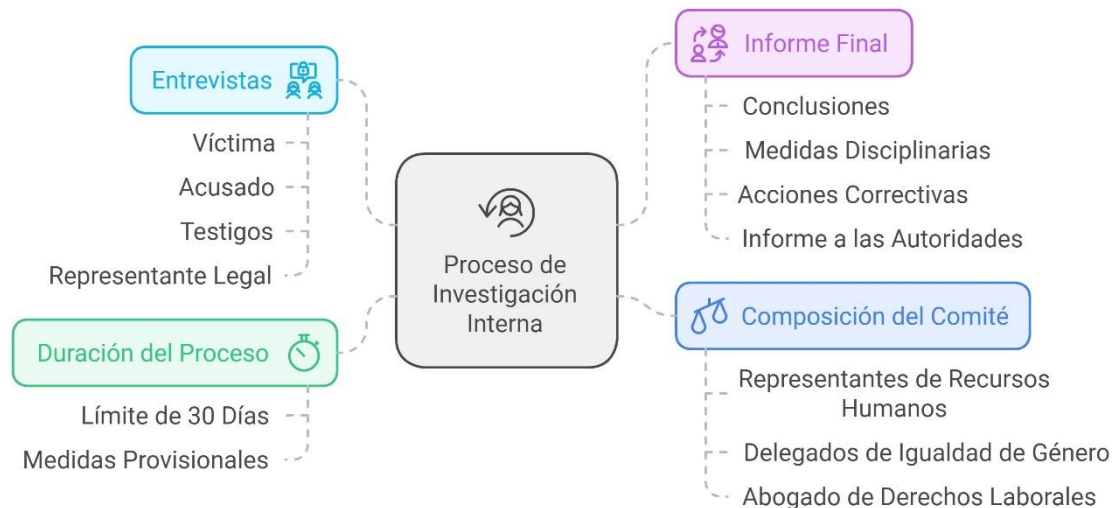 Entrevistas
Víctima
Acusado
Testigos
Representante Legal
Duración del Proceso
Límite de 30 Días
Medidas Provisionales
Proceso de
Investigación
Interna
Informe Final
Conclusiones
Medidas Disciplinarias
Acciones Correctivas
Informe a las Autoridades
Composición del Comité
Representantes de Recursos
Humanos
Delegados de Igualdad de Género
Abogado de Derechos Laborales